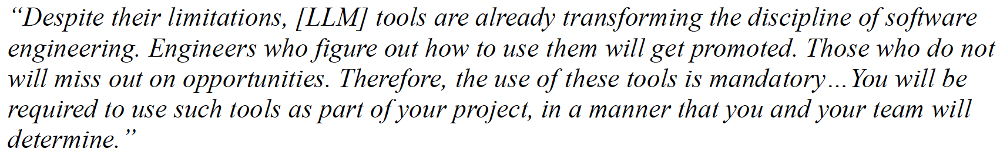 “Despite their limitations, [LLM] tools are already transforming the discipline of software
engineering. Engineers who figure out how to use them will get promoted. Those who do not
will miss out on opportunities. Therefore, the use of these tools is mandatory…You will be
required to use such tools as part of your project, in a manner that you and your team will
determine.”